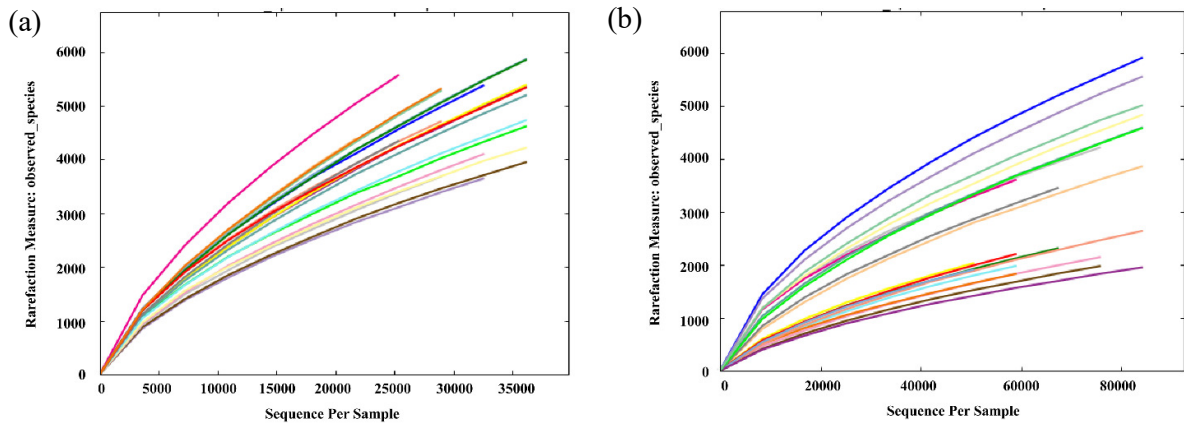 (a)
6000
5000
4000
3000
2000
1000
0
Rarefaction Measure: observed_species
0 5000 10000 15000 20000 25000 30000 35000
Sequence Per Sample
(b)
6000
5000
4000
3000
2000
1000
0
Rarefaction Measure:: observed_species
0 20000 40000 60000 80000
Sequence Per Sample